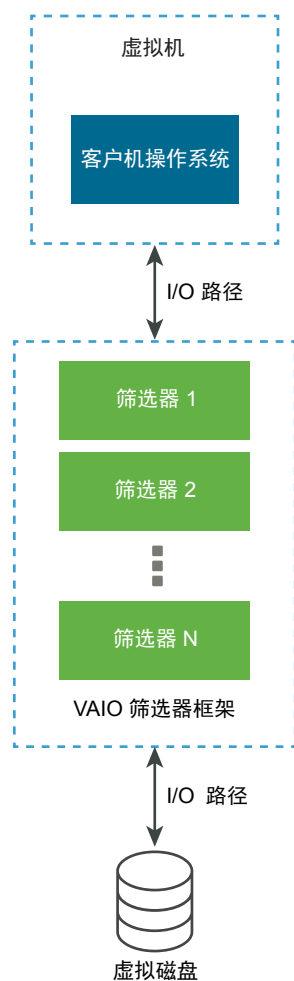 虚拟机
客户机操作系统
I/O 路径
筛选器 1
筛选器 2
筛选器 N
VAIO 筛选器框架
I/O 路径
虚拟磁盘